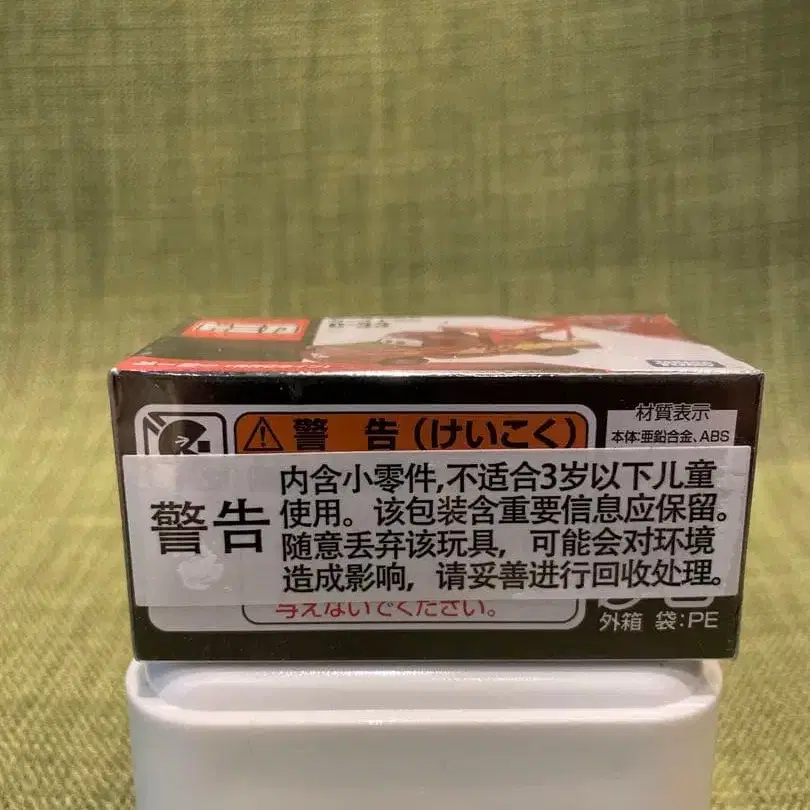 警 告 (けいこく)
材質表示
本体:亜鉛合金、ABS
警告
内含小零件,不适合3岁以下儿童
使用。该包装含重要信息应保留。
随意丢弃该玩具，可能会对环境
造成影响，请妥善进行回收处理。
与えないでください。
外箱 袋:PE